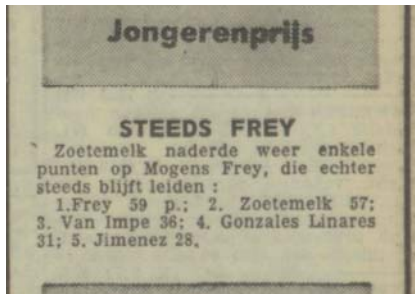 Jongerenprijs
STEEDS FREY
Zoetemelk naderde weer enkele
punten op Mogens Frey, die echter
steeds blijft leiden :
1.Frey 59 p.; 2. Zoetemelk 57;
3. Van Impe 36; 4. Gonzales Linares
31; 5. Jimenez 28.